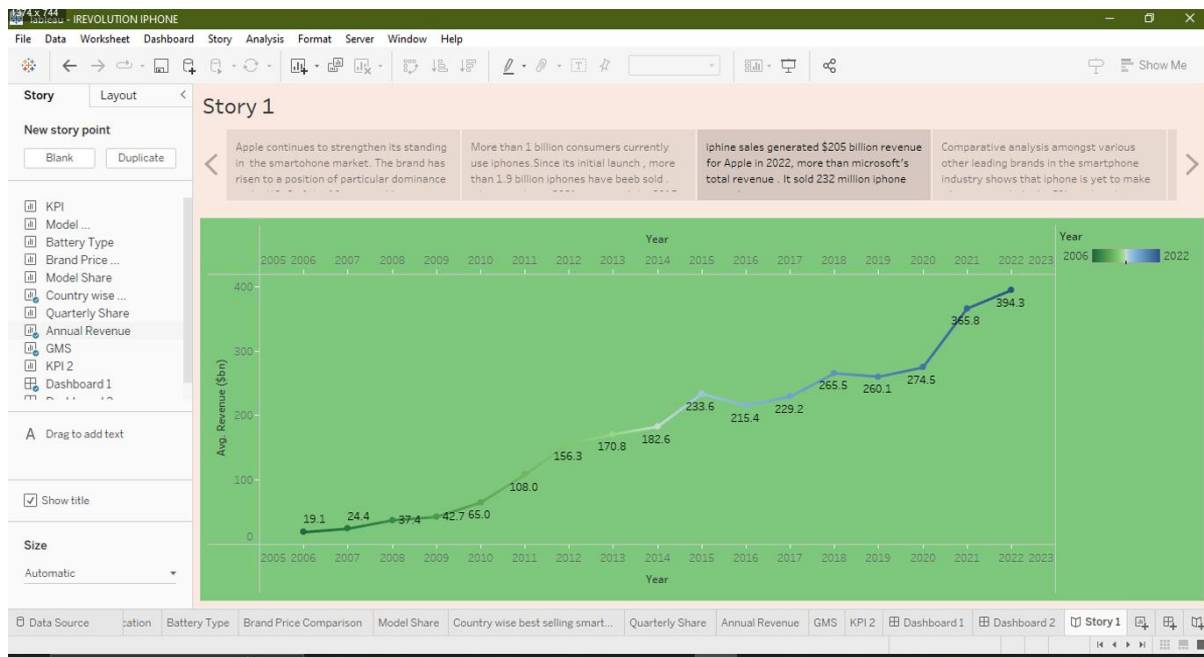 1374 x 744
Tableau - IREVOLUTION IPHONE
File Data Worksheet Dashboard Story Analysis Format Server Window Help
Show Me
Story Layout
New story point
Blank Duplicate
KPI
Model ...
Battery Type
Brand Price ...
Model Share
Country wise ...
Quarterly Share
Annual Revenue
GMS
KPI 2
Dashboard 1
A Drag to add text
Show title
Size
Automatic
Story 1
Apple continues to strengthen its standing
in the smartohone market. The brand has
risen to a position of particular dominance
More than 1 billion consumers currently
use iphones.Since its initial launch , more
than 1.9 billion iphones have beeb sold .
iphine sales generated $205 billion revenue
for Apple in 2022, more than microsoft's
total revenue . It sold 232 million iphone
Comparative analysis amongst various
other leading brands in the smartphone
industry shows that iphone is yet to make
Year
2005 2006 2007 2008 2009 2010 2011 2012 2013 2014 2015 2016 2017 2018 2019 2020 2021 2022 2023
Avg. Revenue ($bn)
400
300
200
100
0
19.1 24.4 37.4 42.7 65.0 108.0 156.3 170.8 182.6 233.6 215.4 229.2 265.5 260.1 274.5 365.8 394.3
2005 2006 2007 2008 2009 2010 2011 2012 2013 2014 2015 2016 2017 2018 2019 2020 2021 2022 2023
Year
Year
2006 2022
Data Source Battery Type Brand Price Comparison Model Share Country wise best selling smart... Quarterly Share Annual Revenue GMS KPI 2 Dashboard 1 Dashboard 2 Story 1